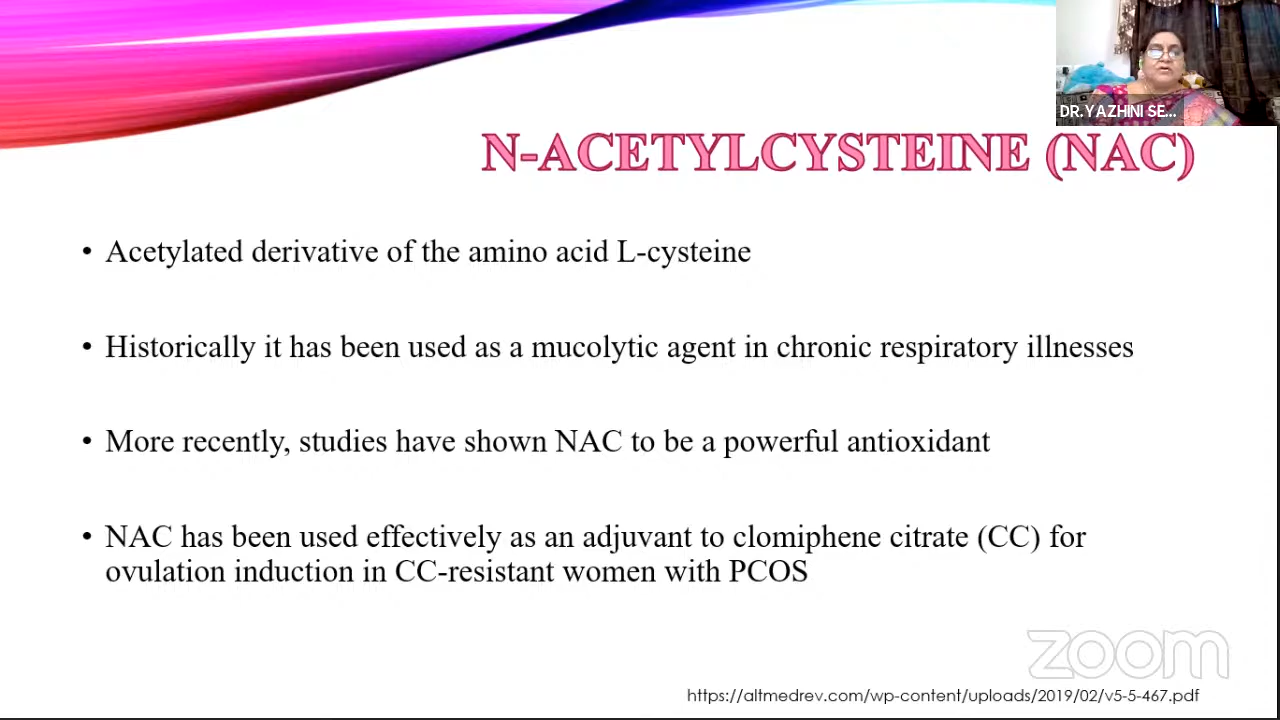 DR.YAZHINI SE...
N-ACETYLCYSTEINE (NAC)
• Acetylated derivative of the amino acid L-cysteine
• Historically it has been used as a mucolytic agent in chronic respiratory illnesses
• More recently, studies have shown NAC to be a powerful antioxidant
• NAC has been used effectively as an adjuvant to clomiphene citrate (CC) for
ovulation induction in CC-resistant women with PCOS
zoom
https://altmedrev.com/wp-content/uploads/2019/02/v5-5-467.pdf